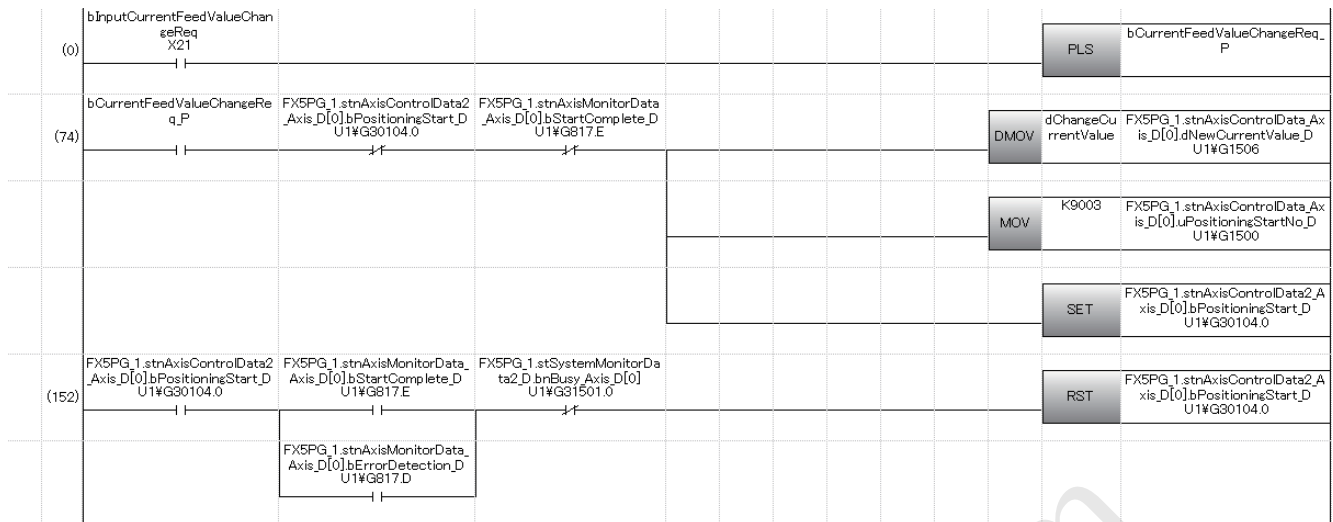 bInputCurrentFeedValueChan
geReq
X21
(0)
PLS
bCurrentFeedValueChangeReq_
P
bCurrentFeedValueChangeRe
q_P
FX5PG_1.stnAxisControlData2
_Axis_D[0].bPositioningStart_D
U1¥G30104.0
FX5PG_1.stnAxisMonitorData
_Axis_D[0].bStartComplete_D
U1¥G817.E
(74)
DMOV
dChangeCu
rrentValue
FX5PG_1.stnAxisControlData_Ax
is_D[0].dNewCurrentValue_D
U1¥G1506
MOV
K9003
FX5PG_1.stnAxisControlData_Ax
is_D[0].uPositioningStartNo_D
U1¥G1500
SET
FX5PG_1.stnAxisControlData2_A
xis_D[0].bPositioningStart_D
U1¥G30104.0
FX5PG_1.stnAxisControlData2
_Axis_D[0].bPositioningStart_D
U1¥G30104.0
FX5PG_1.stnAxisMonitorData_
Axis_D[0].bStartComplete_D
U1¥G817.E
FX5PG_1.stSystemMonitorDa
ta2_D.bnBusy_Axis_D[0]
U1¥G31501.0
(152)
RST
FX5PG_1.stnAxisControlData2_A
xis_D[0].bPositioningStart_D
U1¥G30104.0
FX5PG_1.stnAxisMonitorData_
Axis_D[0].bErrorDetection_D
U1¥G817.D